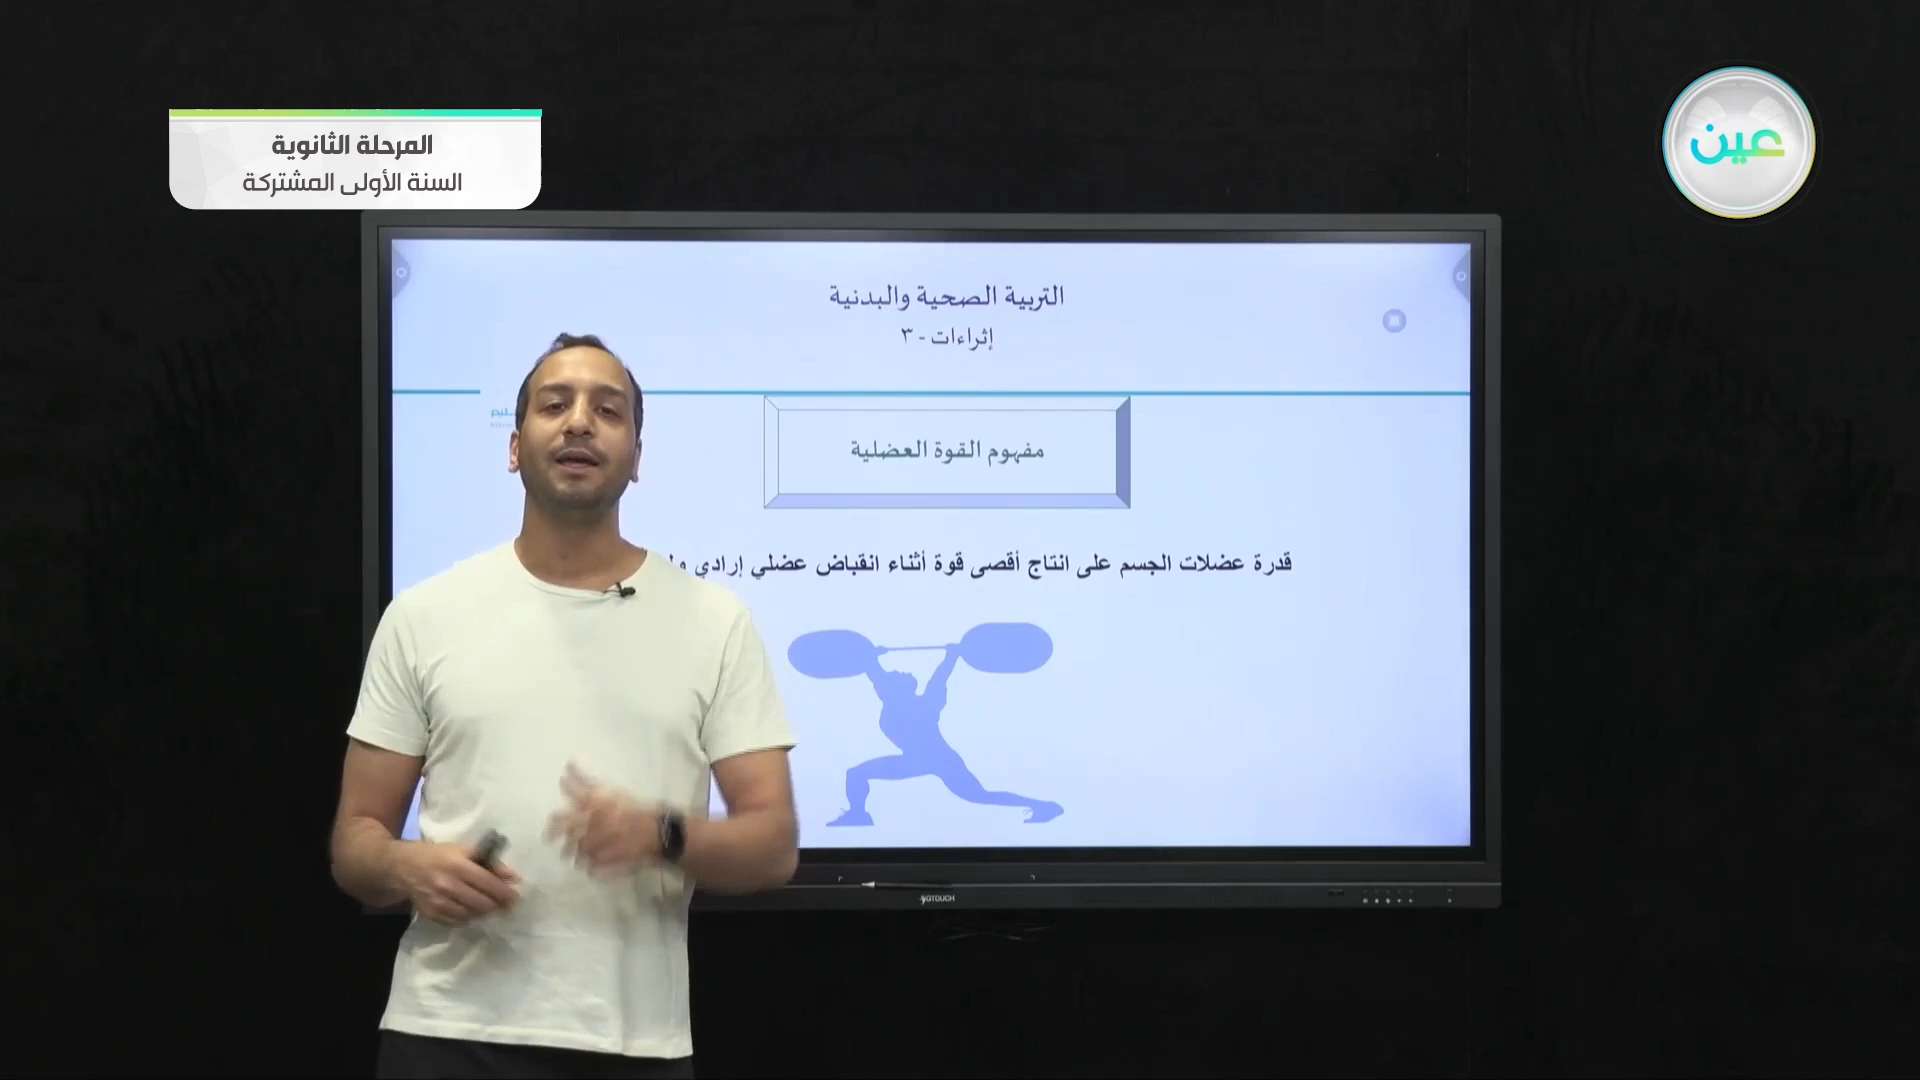 المرحلة الثانوية
السنة الأولى المشتركة
عين
التربية الصحية والبدنية
إثراءات - ٣
مفهوم القوة العضلية
قدرة عضلات الجسم على انتاج أقصى قوة أثناء انقباض عضلي إرادي